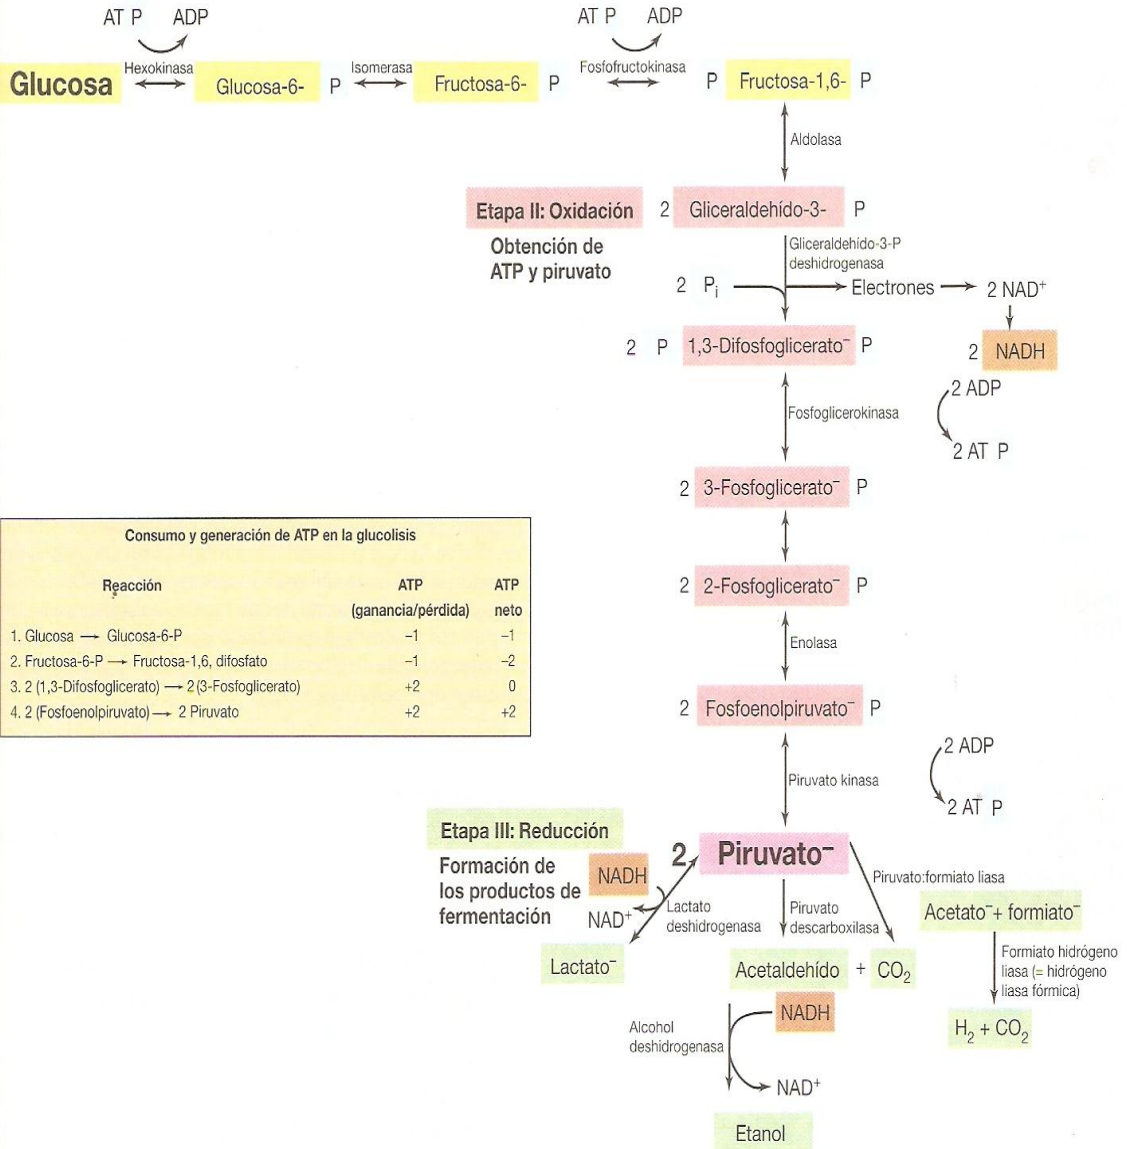 AT P ADP
AT P ADP
Glucosa
Hexokinasa
Glucosa-6- P
Isomerasa
Fructosa-6- P
Fosfofructokinasa
P Fructosa-1,6- P
Aldolasa
Etapa II: Oxidación
Obtención de
ATP y piruvato
2 Gliceraldehído-3- P
Gliceraldehido-3-P
deshidrogenasa
2 Pi
Electrones
2 NAD+
2 P 1,3-Difosfoglicerato– P
2 NADH
2 ADP
Fosfoglicerokinasa
2 AT P
2 3-Fosfoglicerato– P
2 2-Fosfoglicerato– P
Enolasa
2 Fosfoenolpiruvato– P
2 ADP
Piruvato kinasa
2 AT P
Consumo y generación de ATP en la glucolisis
Reacción ATP ATP
(ganancia/pérdida) neto
1. Glucosa → Glucosa-6-P –1 –1
2. Fructosa-6-P → Fructosa-1,6, difosfato –1 –2
3. 2 (1,3-Difosfoglicerato) → 2 (3-Fosfoglicerato) +2 0
4. 2 (Fosfoenolpiruvato) → 2 Piruvato +2 +2
Etapa III: Reducción
Formación de
los productos de
fermentación
2 Piruvato–
NADH
NAD+
Lactato
deshidrogenasa
Lactato–
Piruvato
descarboxilasa
Piruvato:formiato liasa
Acetato– + formiato–
Acetaldehído + CO2
Formiato hidrógeno
liasa (= hidrógeno
liasa fórmica)
H2 + CO2
NADH
Alcohol
deshidrogenasa
NAD+
Etanol